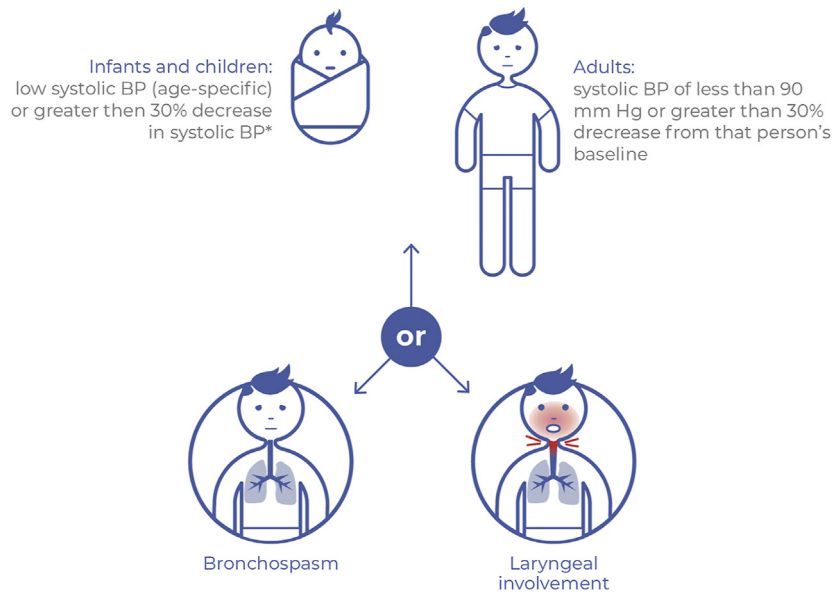 Infants and children:
low systolic BP (age-specific)
or greater then 30% decrease
in systolic BP*
Adults:
systolic BP of less than 90
mm Hg or greater than 30%
drecrease from that person’s
baseline
or
Bronchospasm
Laryngeal
involvement